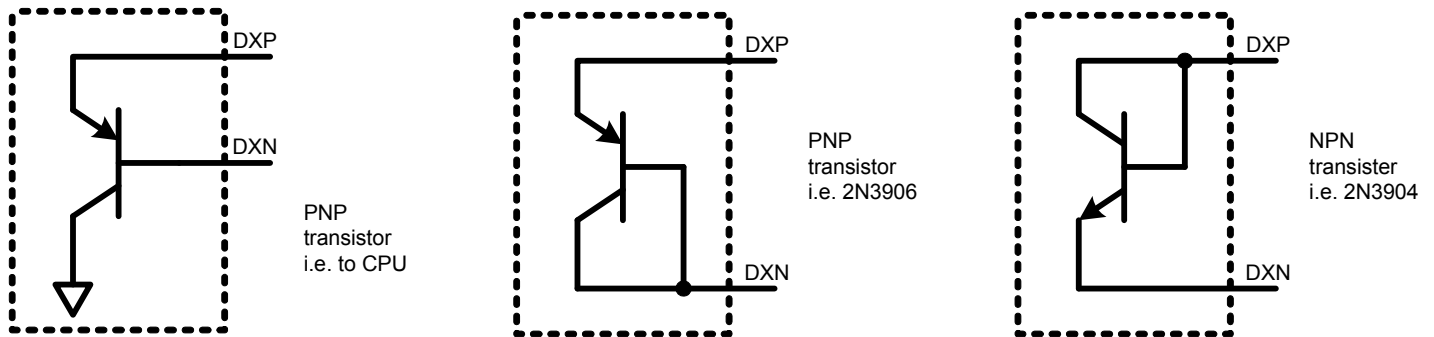 DXP
DXN
PNP
transistor
i.e. to CPU
DXP
PNP
transistor
i.e. 2N3906
DXN
DXP
NPN
transister
i.e. 2N3904
DXN